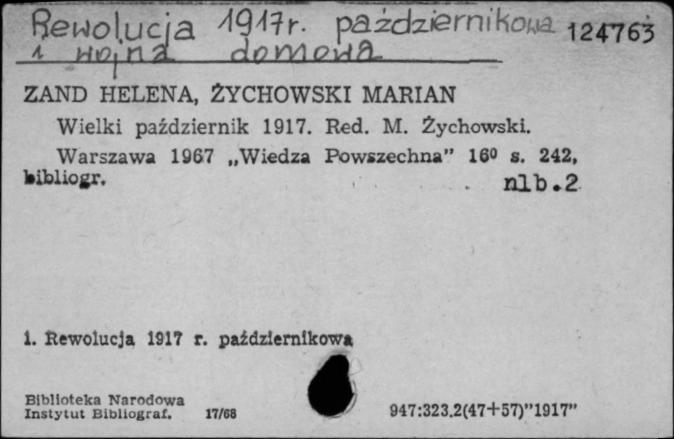 Rewolucja 1917r. październikowa 124763
i wojna domowa
ZAND HELENA, ŻYCHOWSKI MARIAN
Wielki październik 1917. Red. M. Żychowski.
Warszawa 1967 „Wiedza Powszechna” 16⁰ s. 242,
bibliogr. nlb.2
1. Rewolucja 1917 r. październikowa
Biblioteka Narodowa
Instytut Bibliograf. 17/68 947:323.2(47+57)”1917”